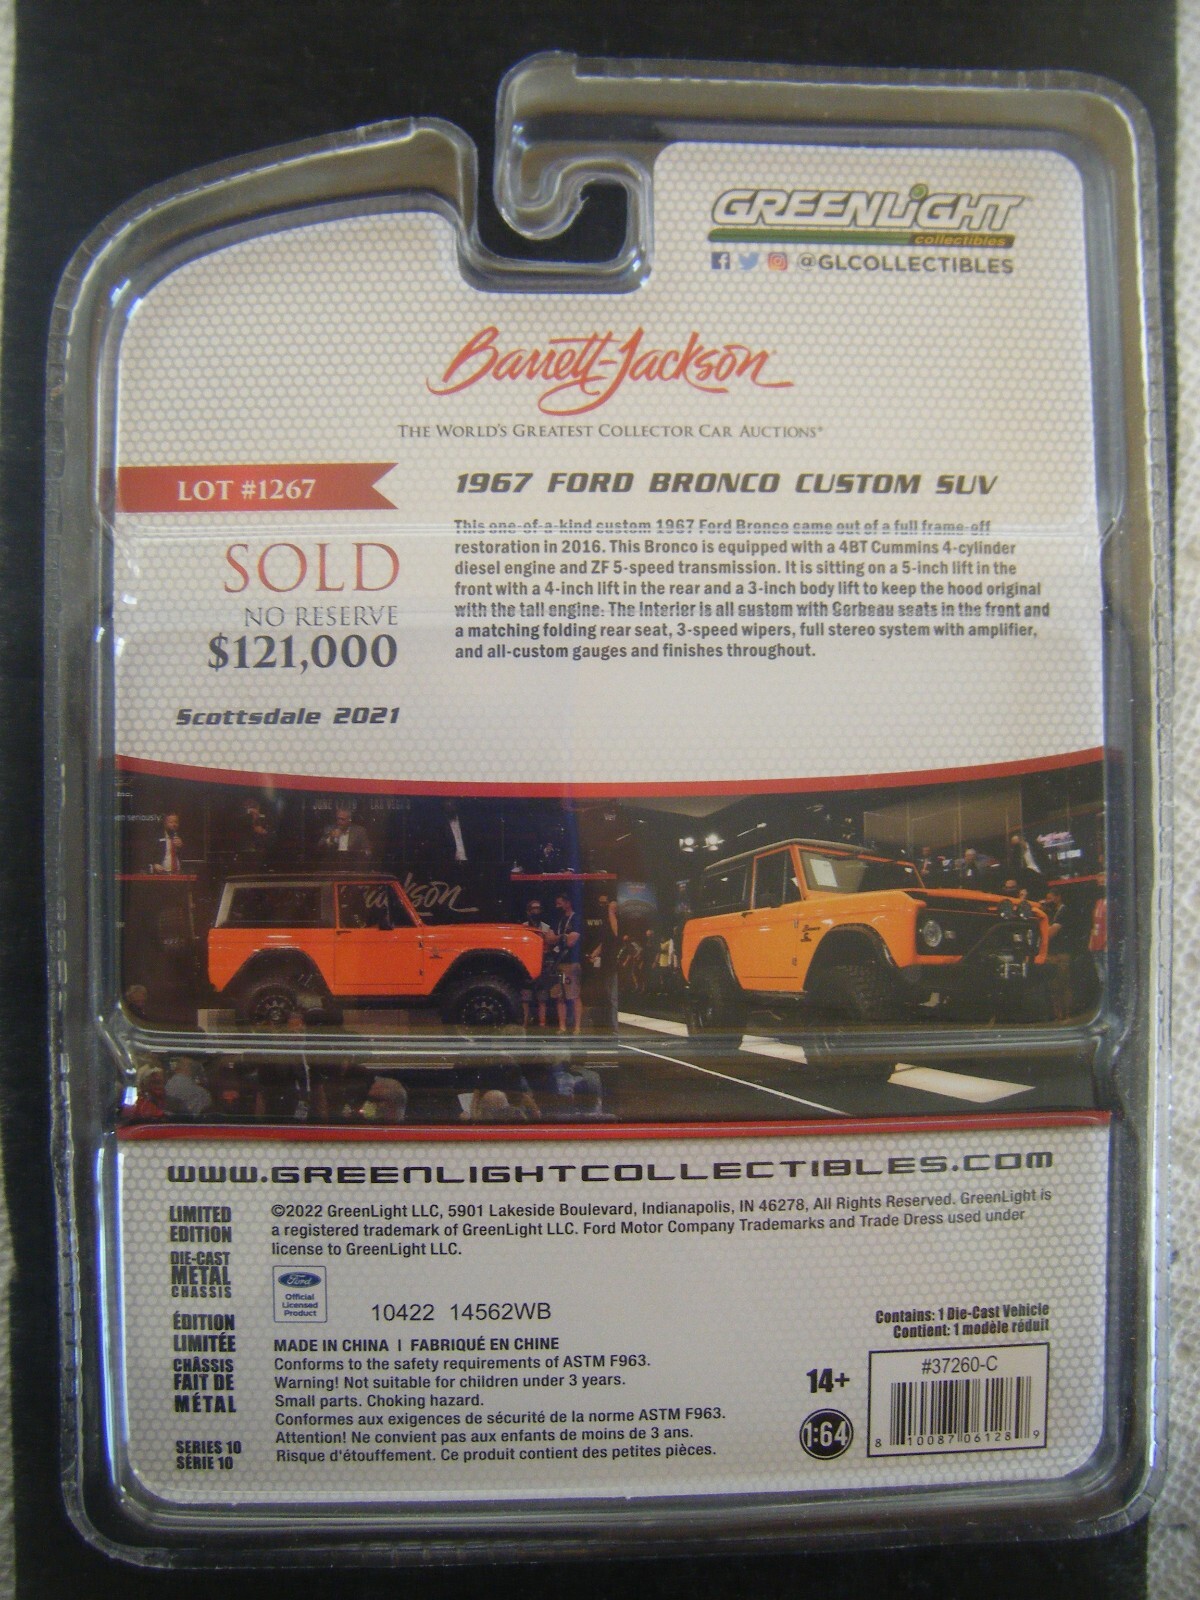 GREENLiGHT
collectibles
@GLCOLLECTIBLES
Barrett-Jackson
THE WORLD'S GREATEST COLLECTOR CAR AUCTIONS®
LOT #1267
SOLD
NO RESERVE
$121,000
Scottsdale 2021
1967 FORD BRONCO CUSTOM SUV
This one-of-a-kind custom 1967 Ford Bronco came out of a full frame-off
restoration in 2016. This Bronco is equipped with a 4BT Cummins 4-cylinder
diesel engine and ZF 5-speed transmission. It is sitting on a 5-inch lift in the
front with a 4-inch lift in the rear and a 3-inch body lift to keep the hood original
with the tall engine. The interior is all custom with Corbeau seats in the front and
a matching folding rear seat, 3-speed wipers, full stereo system with amplifier,
and all-custom gauges and finishes throughout.
LAS VEGAS
seriously.
ckson
www.GREENLIGHTCOLLECTIBLES.com
LIMITED
EDITION
DIE-CAST
METAL
CHASSIS
ÉDITION
LIMITÉE
CHÂSSIS
FAIT DE
MÉTAL
SERIES 10
SÉRIE 10
©2022 GreenLight LLC, 5901 Lakeside Boulevard, Indianapolis, IN 46278, All Rights Reserved. GreenLight is
a registered trademark of GreenLight LLC. Ford Motor Company Trademarks and Trade Dress used under
license to GreenLight LLC.
Ford
Official
Licensed
Product
10422 14562WB
MADE IN CHINA | FABRIQUÉ EN CHINE
Conforms to the safety requirements of ASTM F963.
Warning! Not suitable for children under 3 years.
Small parts. Choking hazard.
Conformes aux exigences de sécurité de la norme ASTM F963.
Attention! Ne convient pas aux enfants de moins de 3 ans.
Risque d'étouffement. Ce produit contient des petites pièces.
Contains: 1 Die-Cast Vehicle
Contient: 1 modèle réduit
14+
1:64
#37260-C
8 10087 06128 9